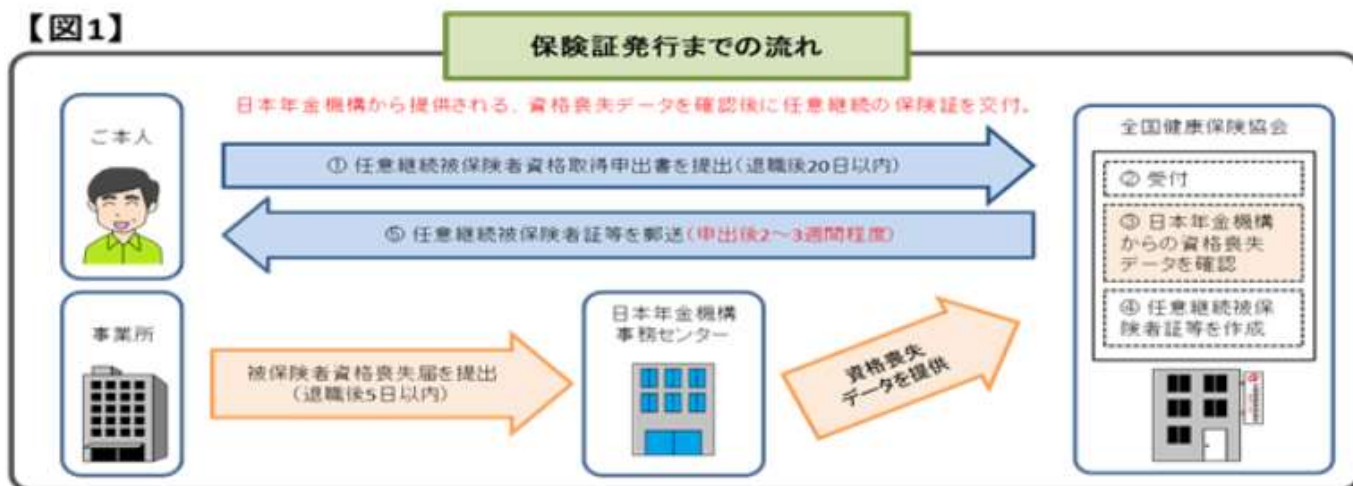 【図1】
保険証発行までの流れ
日本年金機構から提供される、資格喪失データを確認後に任意継続の保険証を交付。
ご本人
① 任意継続被保険者資格取得申出書を提出(退職後20日以内)
⑤ 任意継続被保険者証等を郵送(申出後2～3週間程度)
全国健康保険協会
② 受付
③ 日本年金機構
からの資格喪失
データを確認
④ 任意継続被保
険者証等を作成
事業所
被保険者資格喪失届を提出
(退職後5日以内)
日本年金機構
事務センター
資格喪失
データを提供